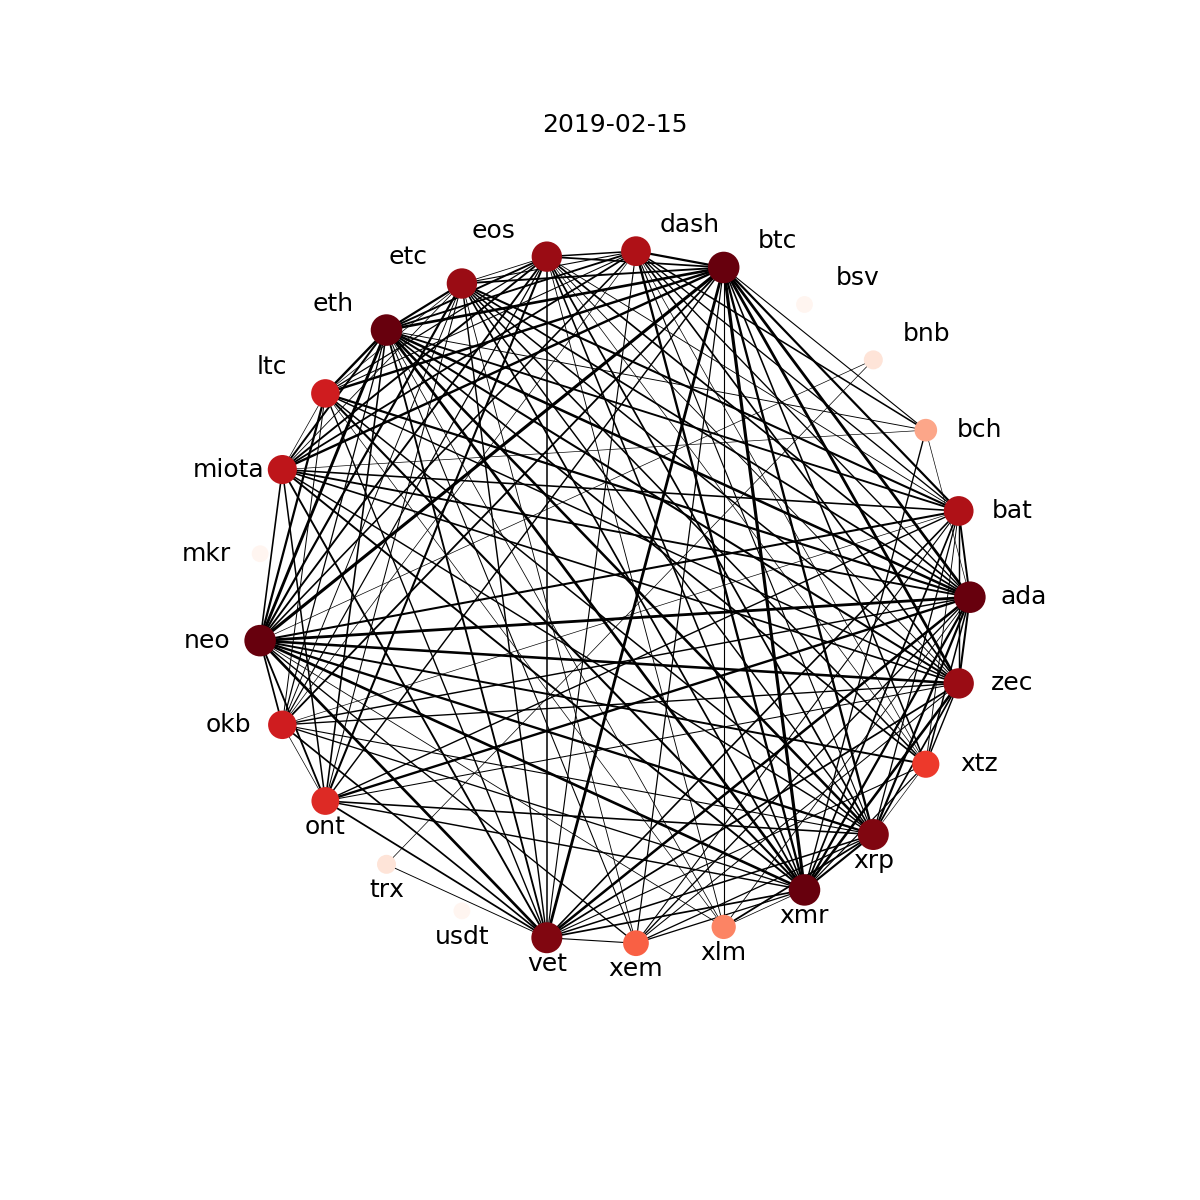 2019-02-15
dash
eos
btc
etc
bsv
eth
bnb
ltc
bch
miota
bat
mkr
ada
neo
zec
okb
xtz
ont
xrp
trx
xmr
usdt
xlm
vet
xem